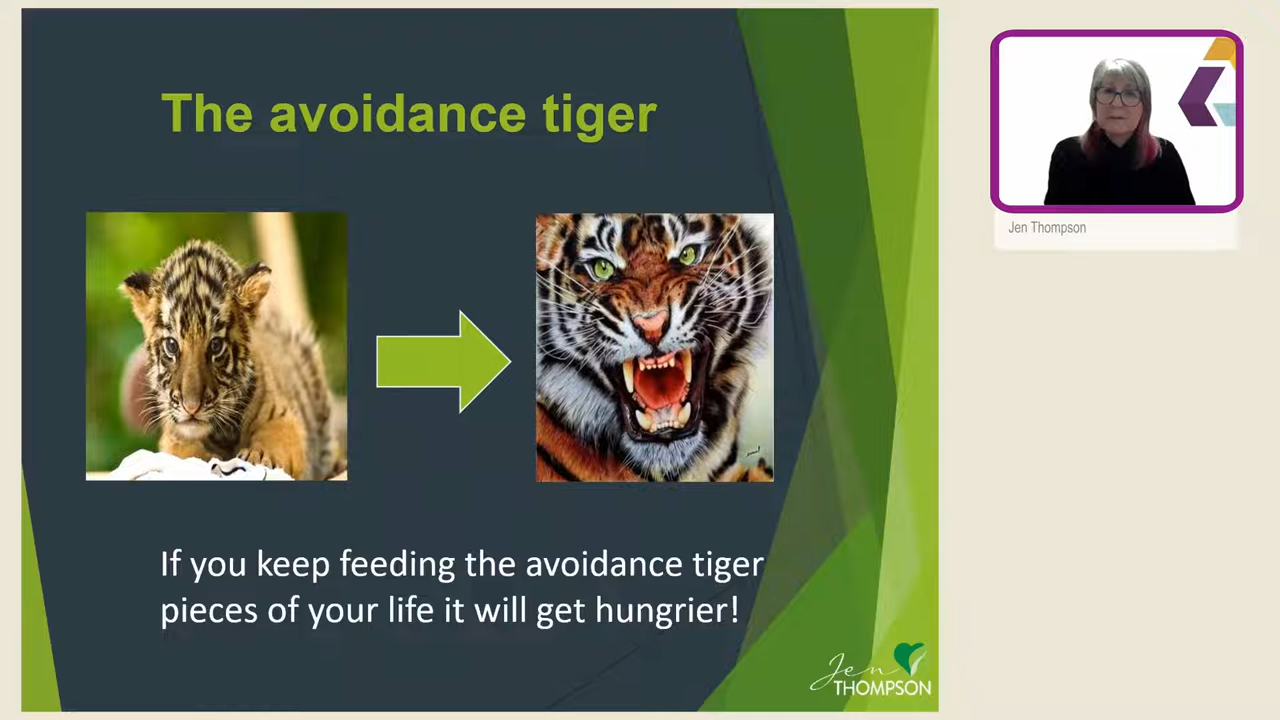 The avoidance tiger
If you keep feeding the avoidance tiger
pieces of your life it will get hungrier!
Jen
THOMPSON
Jen Thompson